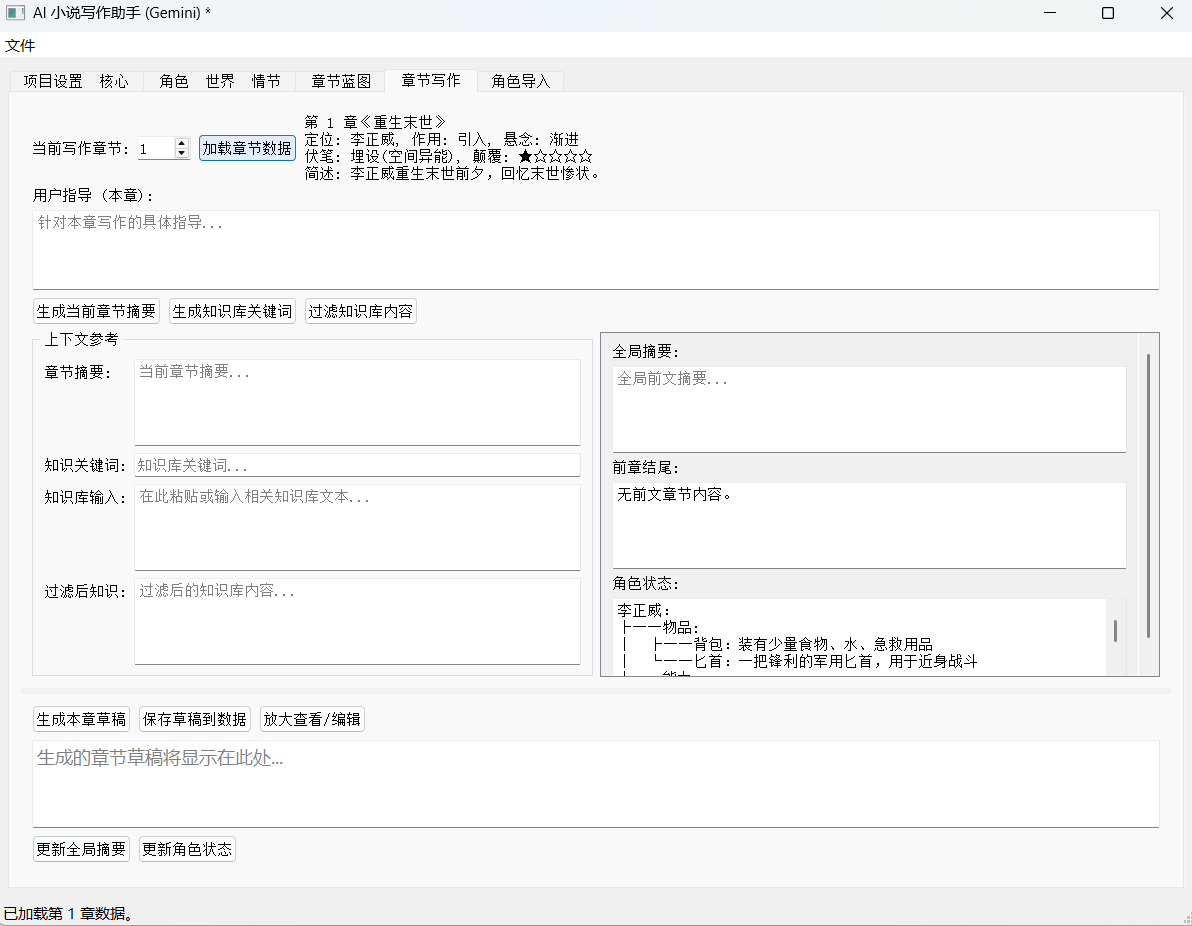 AI 小说写作助手 (Gemini) *
文件
项目设置 核心 角色 世界 情节 章节蓝图 章节写作 角色导入
当前写作章节: 1 加载章节数据
第 1 章《重生末世》
定位: 李正威, 作用: 引入, 悬念: 渐进
伏笔: 埋设(空间异能), 颠覆: ★☆☆☆☆
简述: 李正威重生末世前夕，回忆末世惨状。
用户指导 (本章):
针对本章写作的具体指导...
生成当前章节摘要 生成知识库关键词 过滤知识库内容
上下文参考
章节摘要: 当前章节摘要...
知识关键词: 知识库关键词...
知识库输入: 在此粘贴或输入相关知识库文本...
过滤后知识: 过滤后的知识库内容...
全局摘要:
全局前文摘要...
前章结尾:
无前文章节内容。
角色状态:
李正威:
├──物品:
│ ├──背包: 装有少量食物、水、急救用品
│ └──匕首: 一把锋利的军用匕首，用于近身战斗
生成本章草稿 保存草稿到数据 放大查看/编辑
生成的章节草稿将显示在此处...
更新全局摘要 更新角色状态
已加载第 1 章数据。